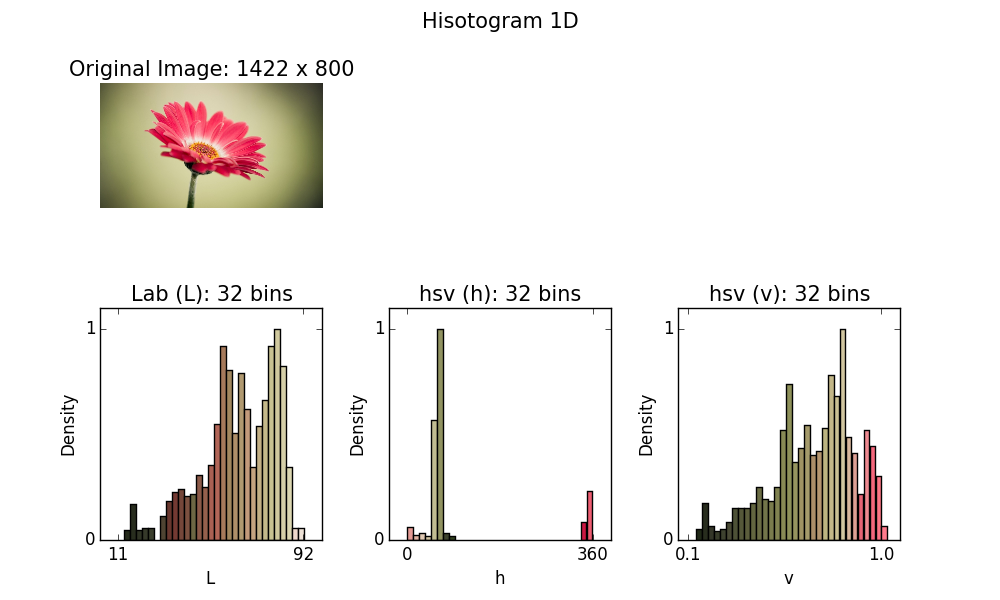 Hisotogram 1D
Original Image: 1422 x 800
Lab (L): 32 bins
hsv (h): 32 bins
hsv (v): 32 bins
1
1
1
Density
Density
Density
0
0
0
11
92
0
360
0.1
1.0
L
h
v